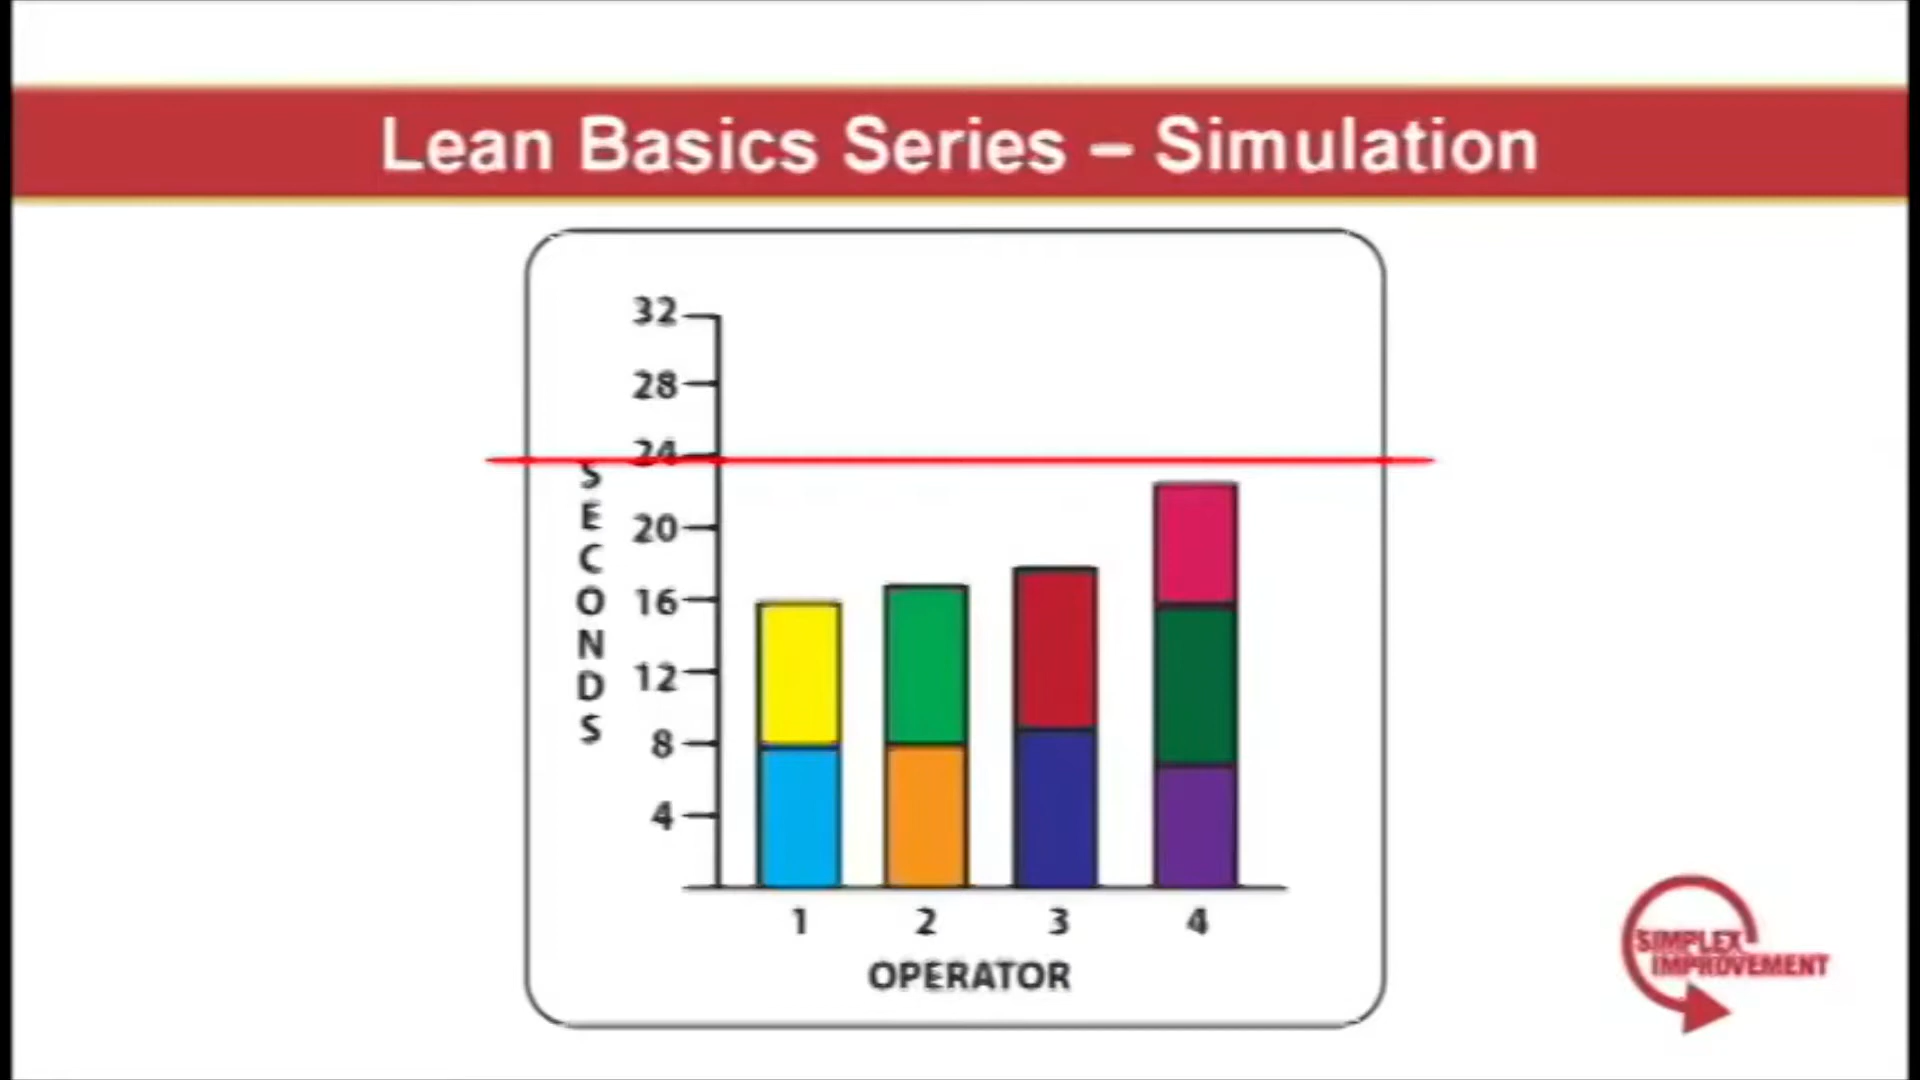 Lean Basics Series – Simulation
32
28
24
20
16
12
8
4
SECONDS
1 2 3 4
OPERATOR
SIMPLEX
IMPROVEMENT